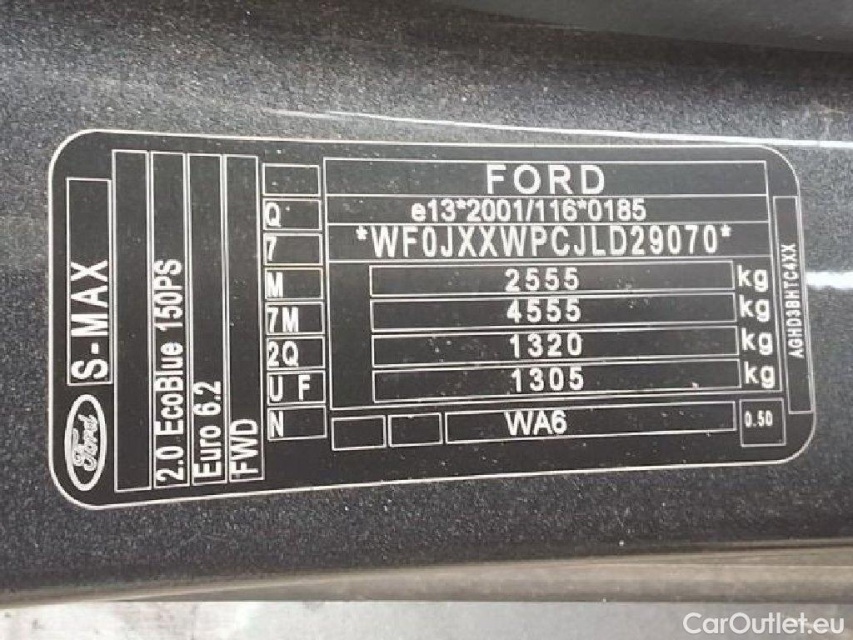 FORD
e13*2001/116*0185
*WF0JXXWPCJLD29070*
2555 kg
4555 kg
1320 kg
1305 kg
WA6
0.50
Q
7
M
7M
2Q
U F
N
S-MAX
Ford
2.0 EcoBlue 150PS
Euro 6.2
FWD
AGHD3BHTC4XX
CarOutlet.eu